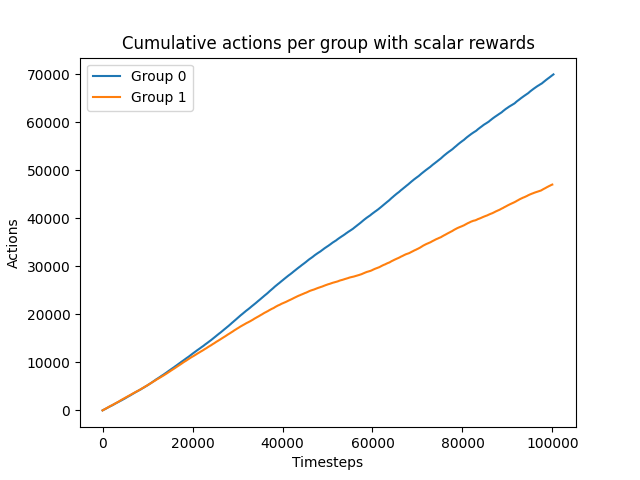 Cumulative actions per group with scalar rewards
Group 0
Group 1
70000
60000
50000
40000
30000
20000
10000
0
Actions
0 20000 40000 60000 80000 100000
Timesteps